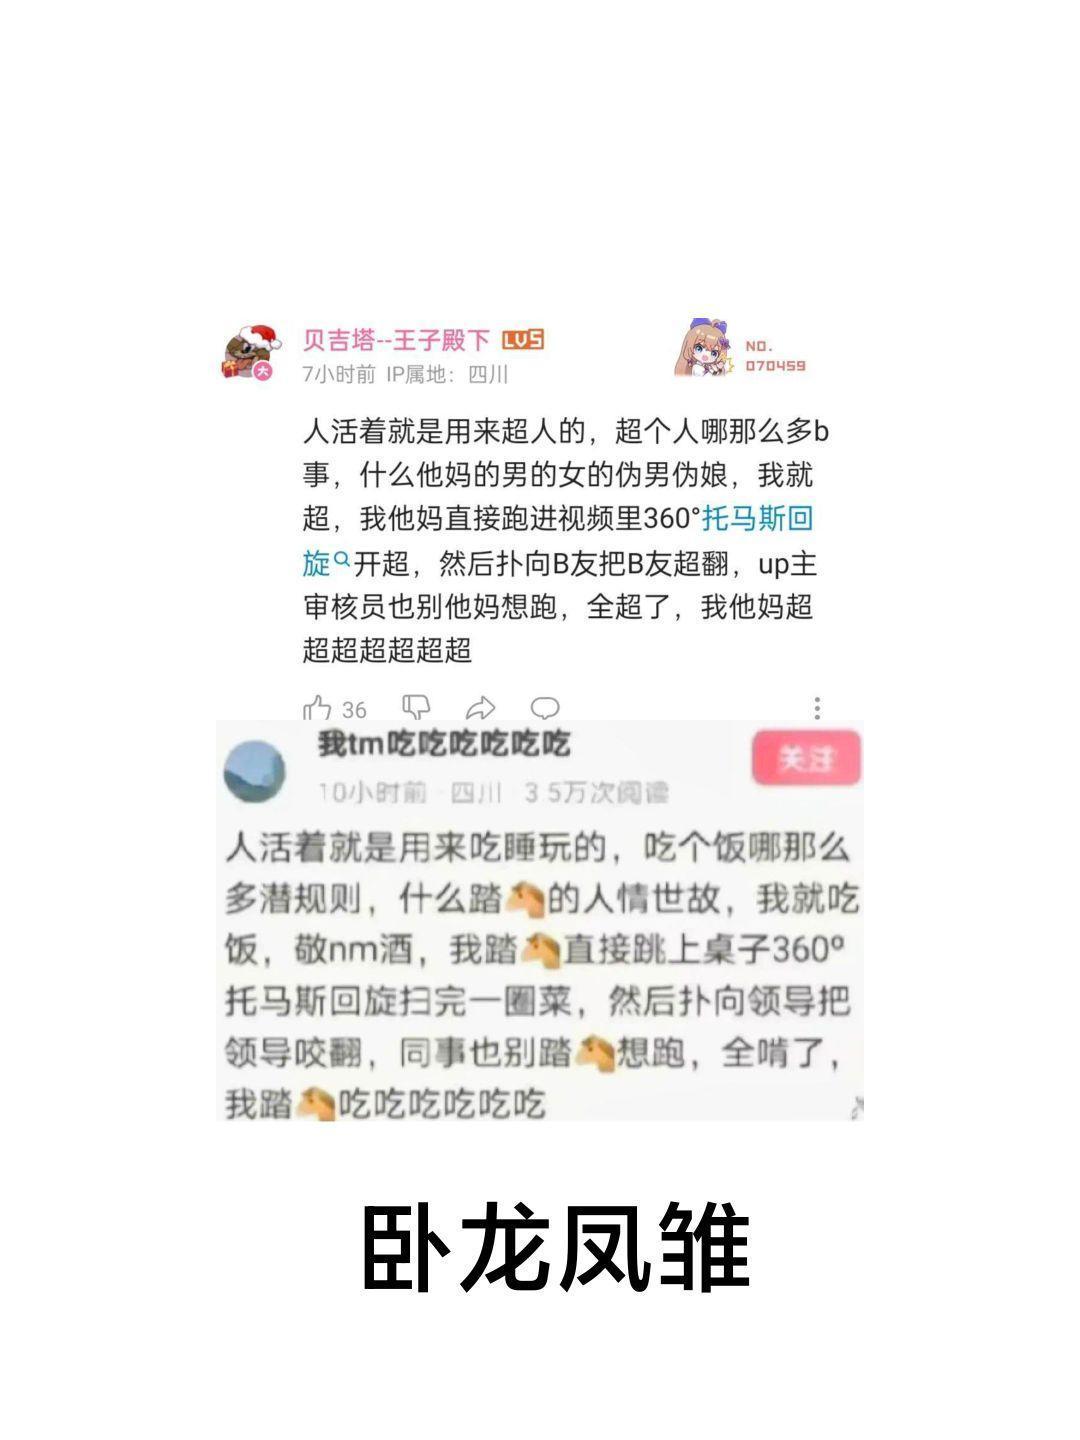 贝吉塔--王子殿下 LV5
7小时前 IP属地：四川
NO.
070459
大
人活着就是用来超人的，超个人哪那么多b
事，什么他妈的男的女的伪男伪娘，我就
超，我他妈直接跑进视频里360°托马斯回
旋开超，然后扑向B友把B友超翻，up主
审核员也别他妈想跑，全超了，我他妈超
超超超超超超
36
我tm吃吃吃吃吃吃
10小时前·四川 3 5万次阅读
关注
人活着就是用来吃睡玩的，吃个饭哪那么
多潜规则，什么踏🐴的人情世故，我就吃
饭，敬nm酒，我踏🐴直接跳上桌子360°
托马斯回旋扫完一圈菜，然后扑向领导把
领导咬翻，同事也别踏🐴想跑，全啃了，
我踏🐴吃吃吃吃吃吃
卧龙凤雏